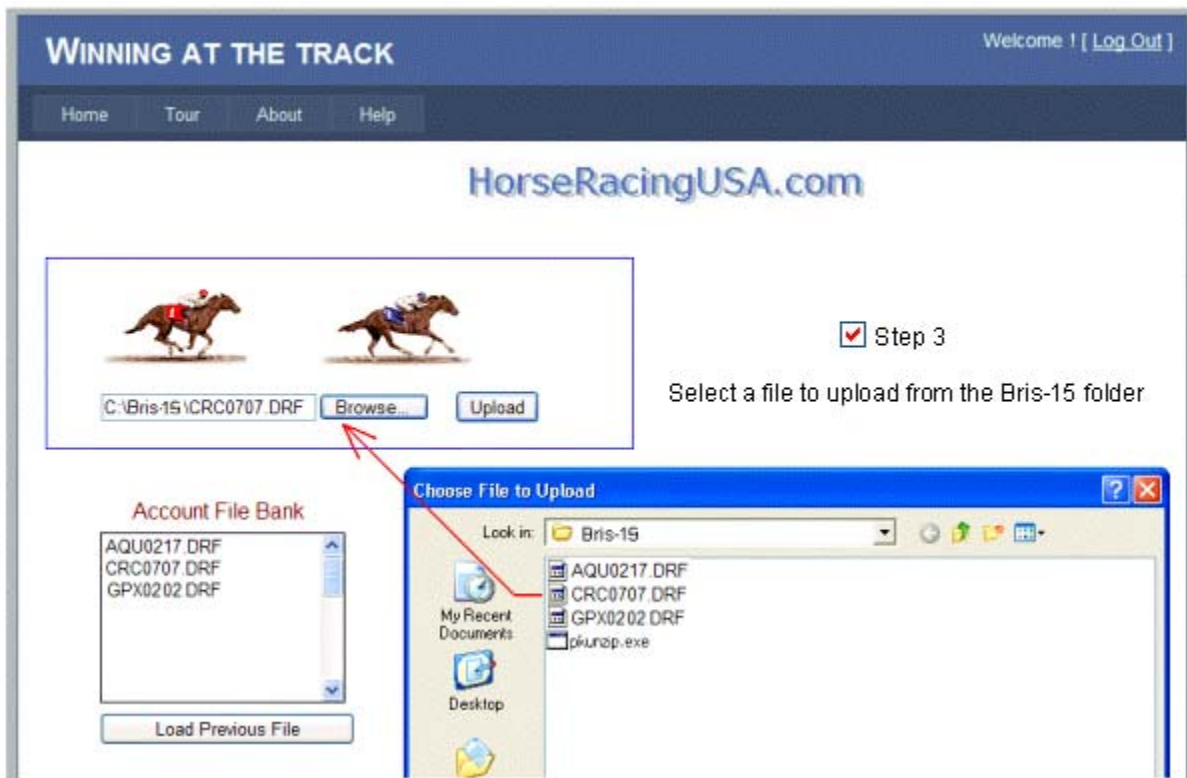 WINNING AT THE TRACK
Welcome ! [ Log Out ]
Home Tour About Help
HorseRacingUSA.com
1
C:\Bris-15\CRC0707.DRF Browse... Upload
Step 3
Select a file to upload from the Bris-15 folder
Account File Bank
AQU0217.DRF
CRC0707.DRF
GPX0202.DRF
Load Previous File
Choose File to Upload
Look in: Bris-15
My Recent Documents
Desktop
AQU0217.DRF
CRC0707.DRF
GPX0202.DRF
pkunzip.exe